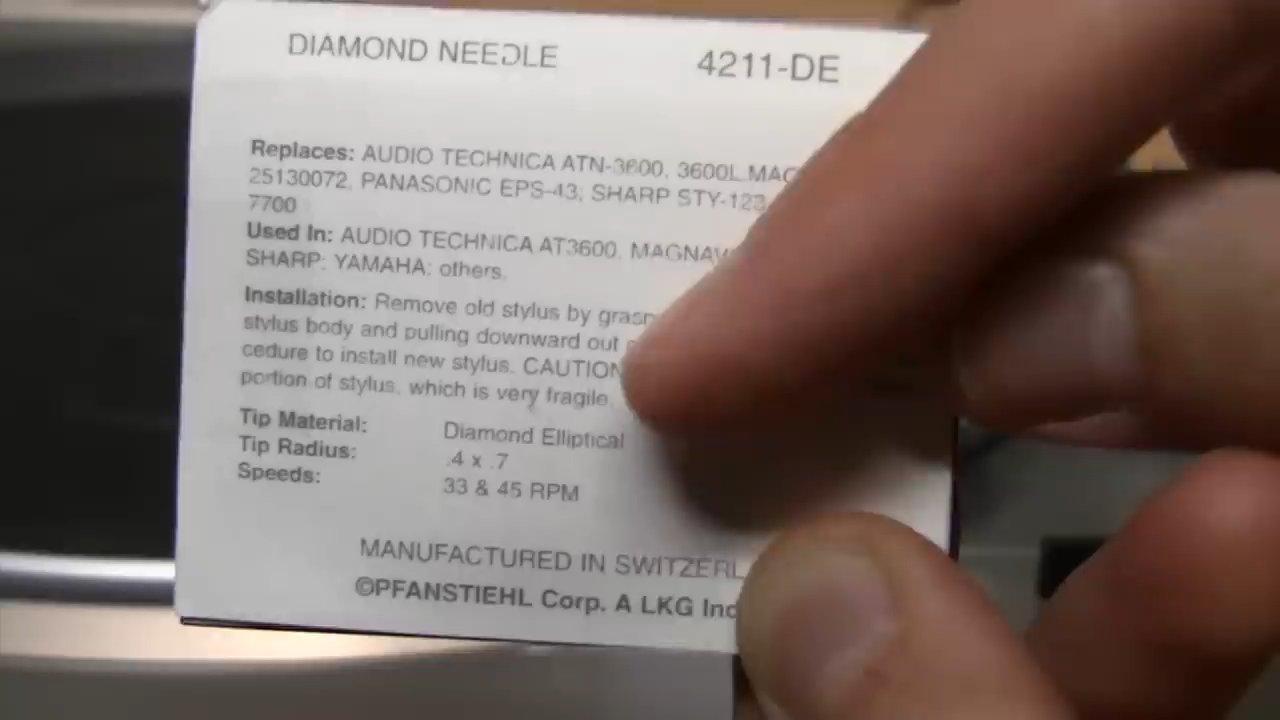 DIAMOND NEEDLE 4211-DE
Replaces: AUDIO TECHNICA ATN-3600, 3600L, MAG
25130072, PANASONIC EPS-43; SHARP STY-123
7700
Used In: AUDIO TECHNICA AT3600, MAGNAV
SHARP; YAMAHA; others.
Installation: Remove old stylus by grasp
stylus body and pulling downward out
cedure to install new stylus. CAUTION
portion of stylus, which is very fragile.
Tip Material: Diamond Elliptical
Tip Radius: .4 x .7
Speeds: 33 & 45 RPM
MANUFACTURED IN SWITZERL
©PFANSTIEHL Corp. A LKG Ind